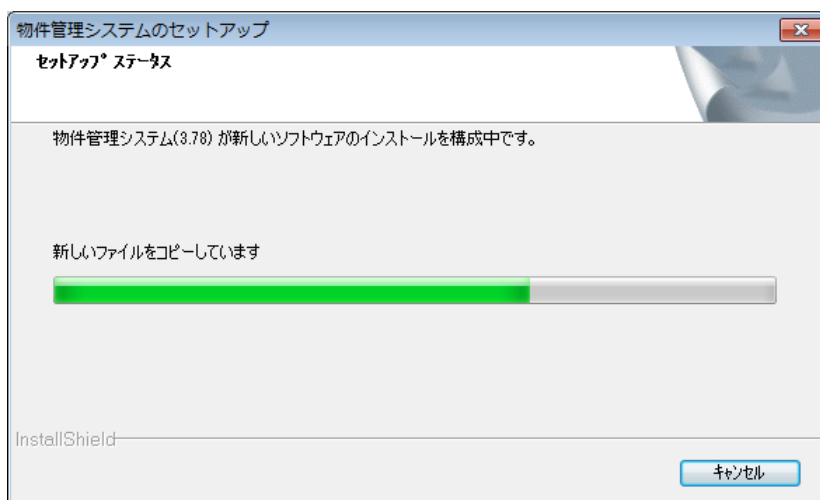 物件管理システムのセットアップ
ｾｯﾄｱｯﾌﾟ ｽﾃｰﾀｽ
物件管理システム(3.78) が新しいソフトウェアのインストールを構成中です。
新しいファイルをコピーしています
InstallShield
ｷｬﾝｾﾙ